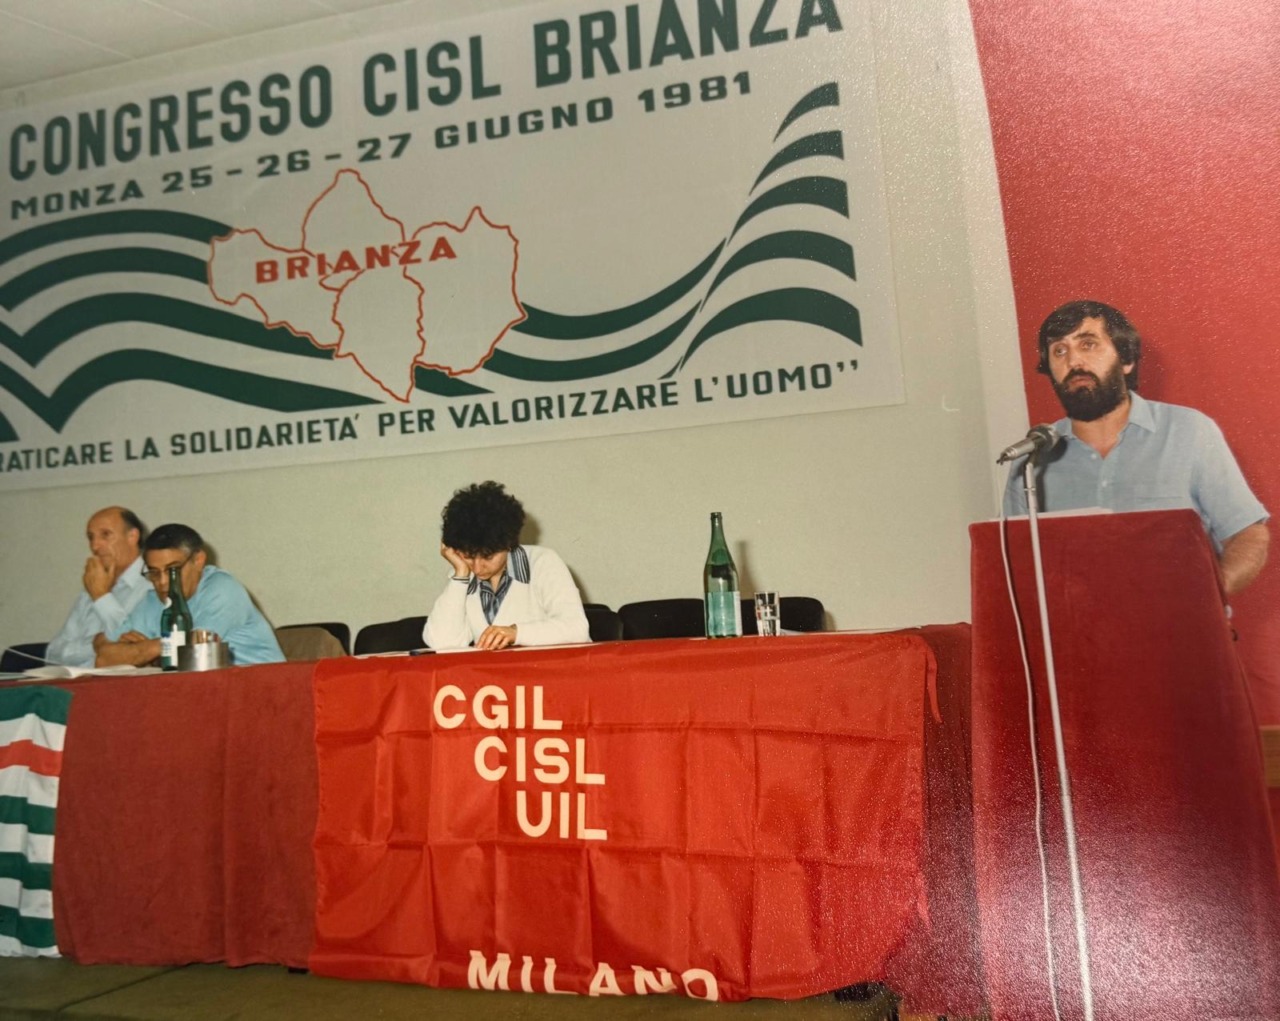 CONGRESSO CISL BRIANZA
MONZA 25 - 26 - 27 GIUGNO 1981
BRIANZA
RATICARE LA SOLIDARIETA' PER VALORIZZARE L'UOMO"
CGIL
CISL
UIL
MILANO